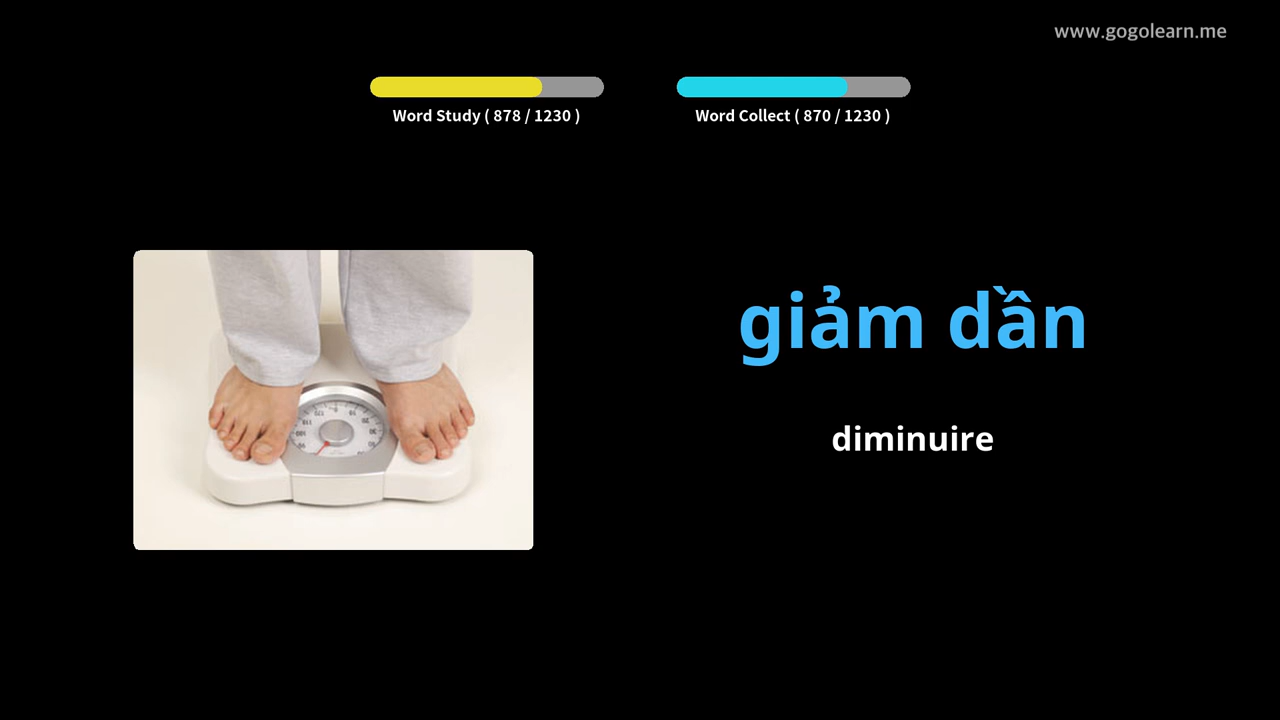 www.gogolearn.me
Word Study ( 878 / 1230 )
Word Collect ( 870 / 1230 )
giảm dần
diminuire